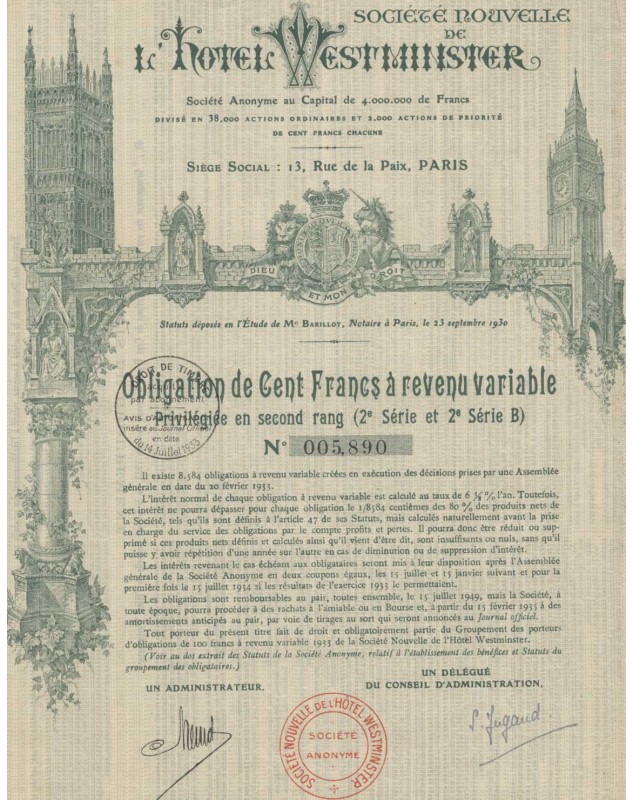 SOCIÉTÉ NOUVELLE
DE
L'HOTEL WESTMINSTER
Société Anonyme au Capital de 4.000.000 de Francs
DIVISÉ EN 38.000 ACTIONS ORDINAIRES ET 2.000 ACTIONS DE PRIORITÉ
DE CENT FRANCS CHACUNE
SIÈGE SOCIAL : 13, Rue de la Paix, PARIS
DIEU ET MON DROIT
Statuts déposés en l'Étude de Me BARILLOT, Notaire à Paris, le 23 septembre 1930
DROIT DE TIMBRE
par abonnement
AVIS D'
inséré au Journal Officiel
en date
du 14 Juillet 1933
Obligation de Cent Francs à revenu variable
Privilégiée en second rang (2e Série et 2e Série B)
No 005,890
Il existe 8.584 obligations à revenu variable créées en exécution des décisions prises par une Assemblée
générale en date du 20 février 1933.
L'intérêt normal de chaque obligation à revenu variable est calculé au taux de 6 % l'an. Toutefois,
cet intérêt ne pourra dépasser pour chaque obligation le 1/8584 centièmes des 80 % des produits nets de
la Société, tels qu'ils sont définis à l'article 47 de ses Statuts, mais calculés naturellement avant la prise
en charge du service des obligations par le compte profits et pertes. Il pourra donc être réduit ou sup-
primé si ces produits nets définis et calculés ainsi qu'il vient d'être dit, sont insuffisants ou nuls, sans qu'il
puisse y avoir répétition d'une année sur l'autre en cas de diminution ou de suppression d'intérêt.
Les intérêts revenant le cas échéant aux obligataires seront mis à leur disposition après l'Assemblée
générale de la Société Anonyme en deux coupons égaux, les 15 juillet et 15 janvier suivant et pour la
première fois le 15 juillet 1934 si les résultats de l'exercice 1933 le permettaient.
Les obligations sont remboursables au pair, toutes ensemble, le 15 juillet 1949, mais la Société, à
toute époque, pourra procéder à des rachats à l'amiable ou en Bourse et, à partir du 15 février 1935 à des
amortissements anticipés au pair, par voie de tirages au sort qui seront annoncés au Journal officiel.
Tout porteur du présent titre fait de droit et obligatoirement partie du Groupement des porteurs
d'obligations de 100 francs à revenu variable 1933 de la Société Nouvelle de l'Hôtel Westminster.
(Voir au dos extrait des Statuts de la Société Anonyme, relatif à l'établissement des bénéfices et Statuts du
groupement des obligataires.)
UN ADMINISTRATEUR.
UN DÉLÉGUÉ
DU CONSEIL D'ADMINISTRATION.
SOCIÉTÉ NOUVELLE DE L'HÔTEL WESTMINSTER
SOCIÉTÉ
ANONYME